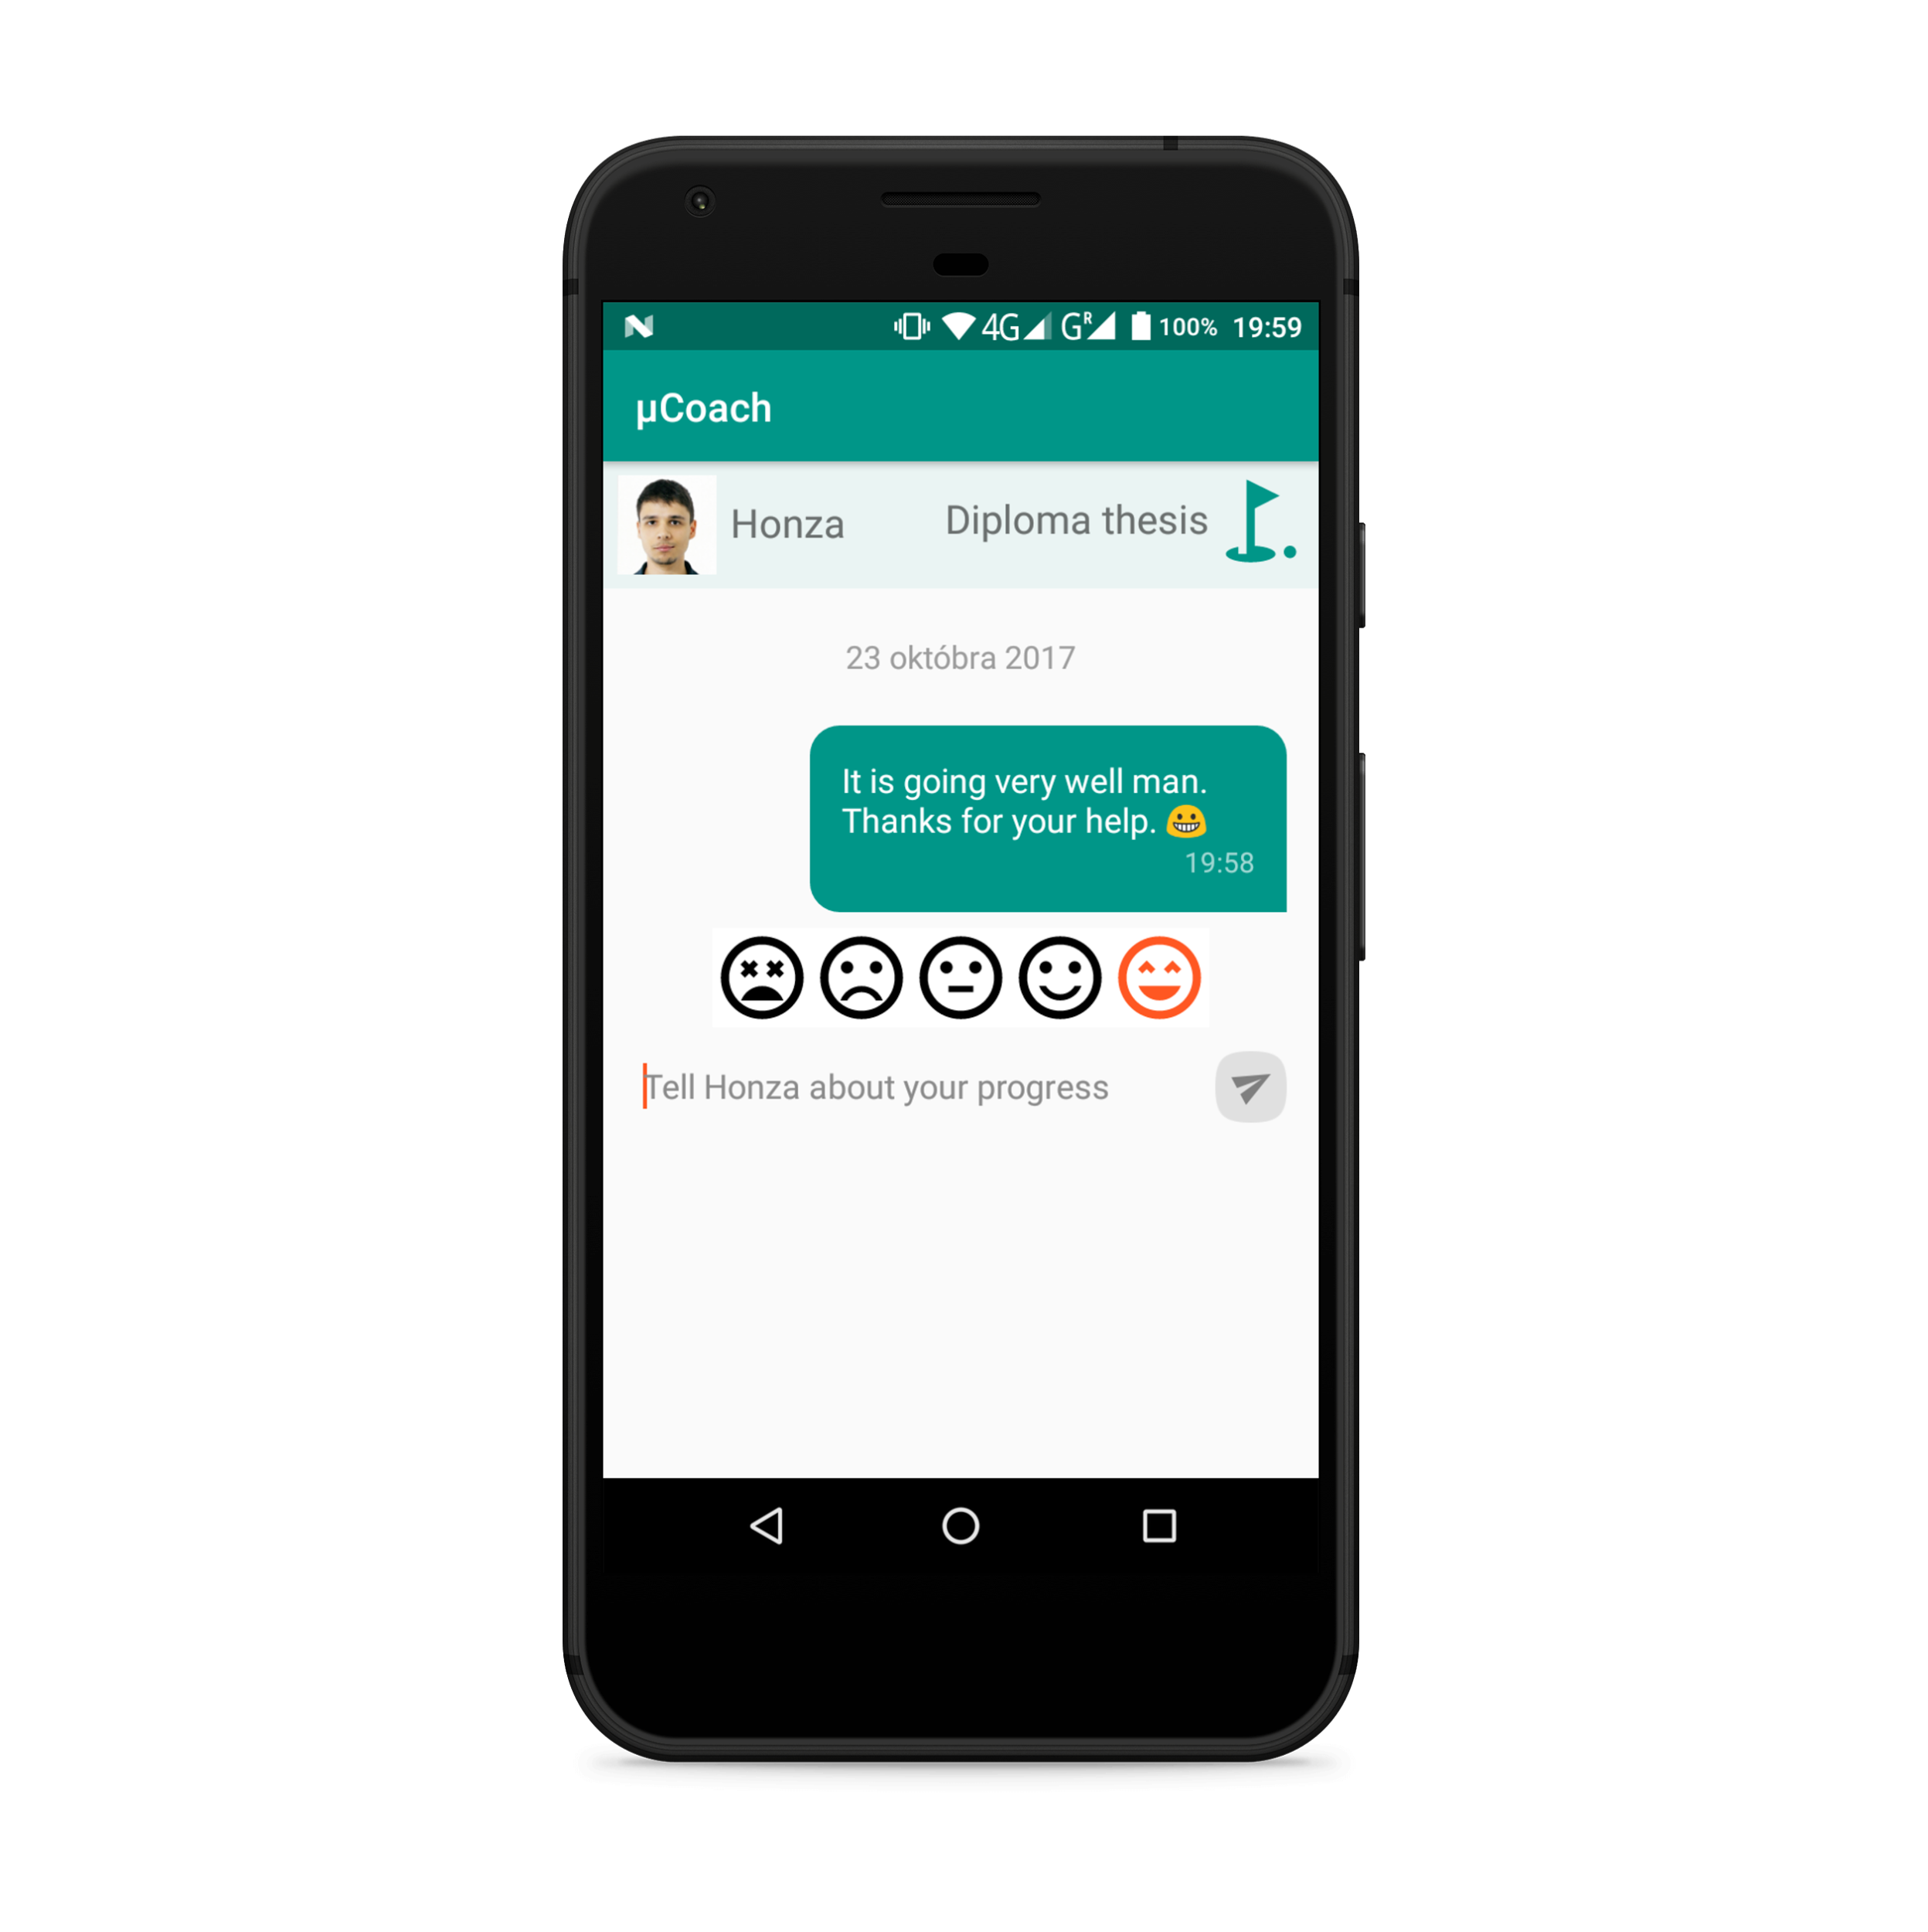 4G G R 100% 19:59
µCoach
Honza Diploma thesis
23 októbra 2017
It is going very well man.
Thanks for your help. 😀
19:58
Tell Honza about your progress